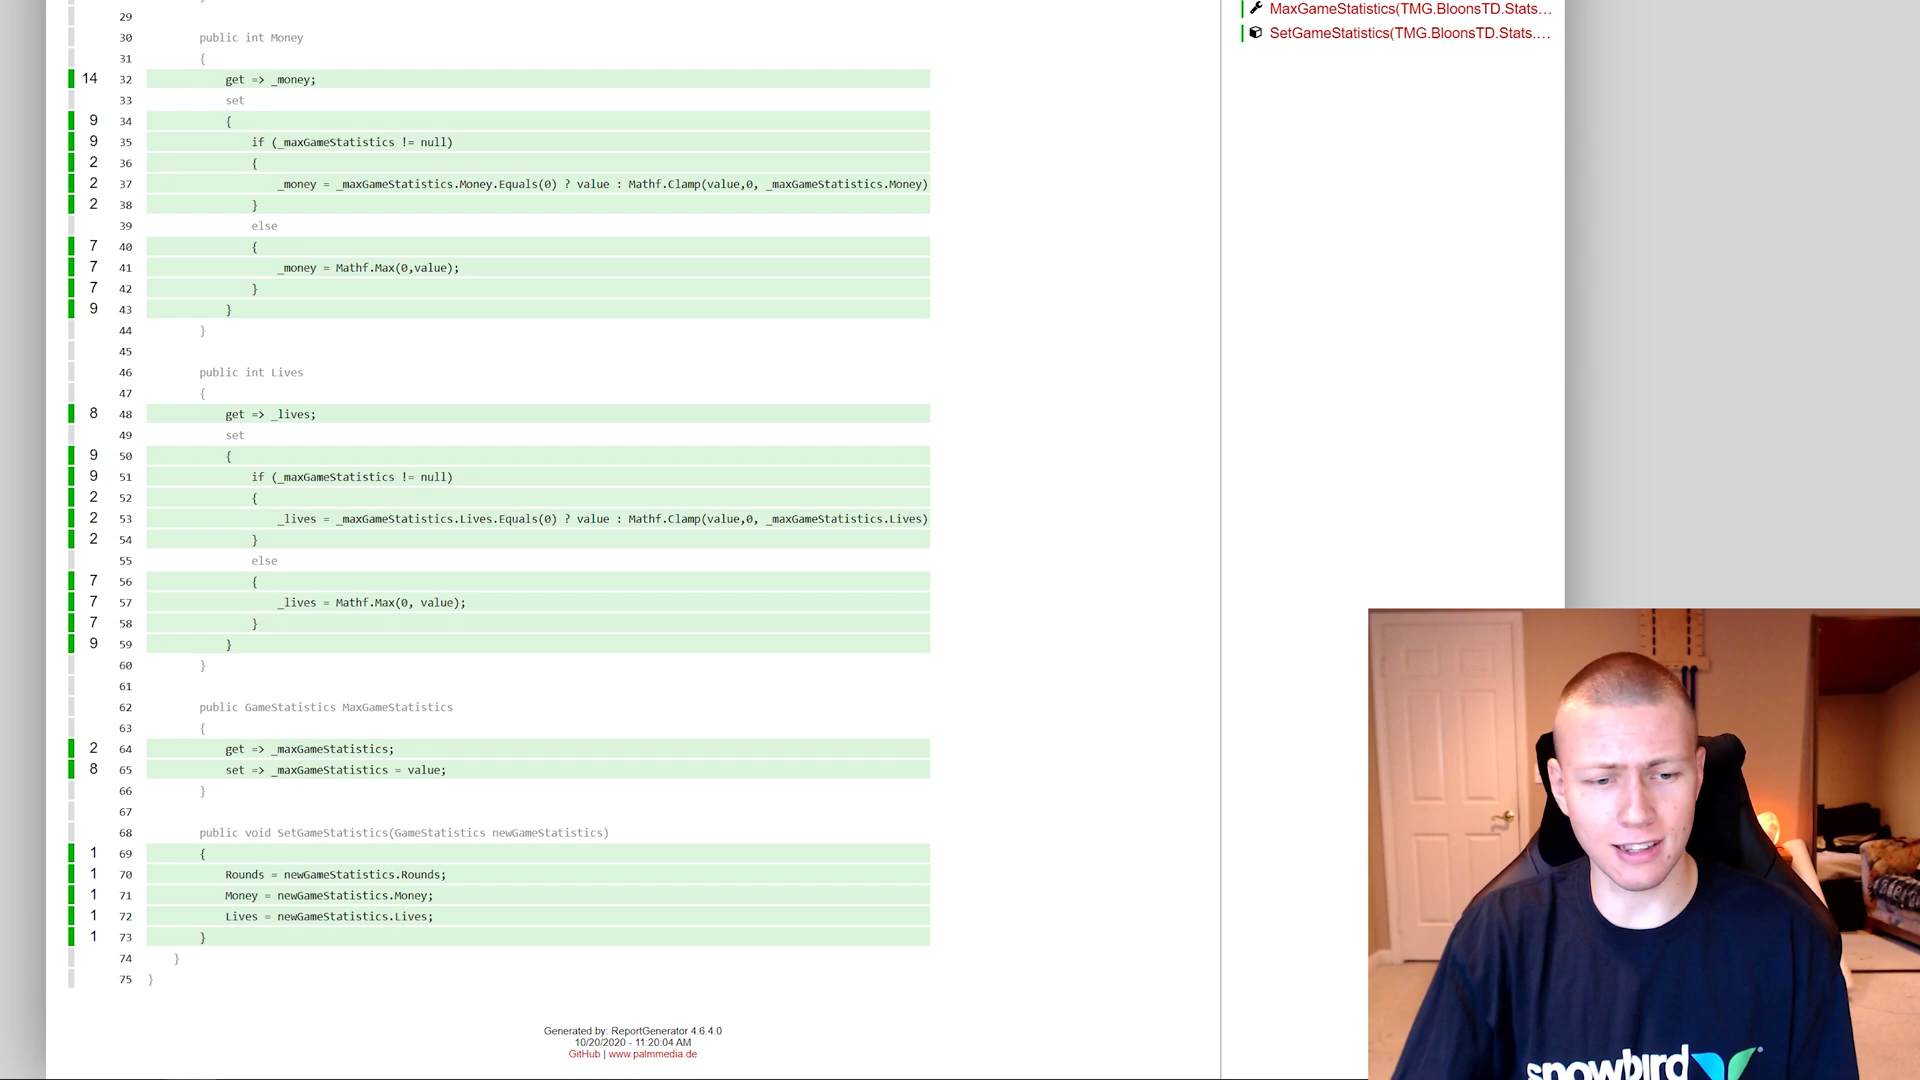 29
MaxGameStatistics(TMG.BloonsTD.Stats...
SetGameStatistics(TMG.BloonsTD.Stats....
30 public int Money
31 {
14 32 get => _money;
33 set
9 34 {
9 35 if (_maxGameStatistics != null)
2 36 {
2 37 _money = _maxGameStatistics.Money.Equals(0) ? value : Mathf.Clamp(value,0, _maxGameStatistics.Money)
2 38 }
39 else
7 40 {
7 41 _money = Mathf.Max(0,value);
7 42 }
9 43 }
44 }
45
46 public int Lives
47 {
8 48 get => _lives;
49 set
9 50 {
9 51 if (_maxGameStatistics != null)
2 52 {
2 53 _lives = _maxGameStatistics.Lives.Equals(0) ? value : Mathf.Clamp(value,0, _maxGameStatistics.Lives)
2 54 }
55 else
7 56 {
7 57 _lives = Mathf.Max(0, value);
7 58 }
9 59 }
60 }
61
62 public GameStatistics MaxGameStatistics
63 {
2 64 get => _maxGameStatistics;
8 65 set => _maxGameStatistics = value;
66 }
67
68 public void SetGameStatistics(GameStatistics newGameStatistics)
1 69 {
1 70 Rounds = newGameStatistics.Rounds;
1 71 Money = newGameStatistics.Money;
1 72 Lives = newGameStatistics.Lives;
1 73 }
74 }
75 }
Generated by: ReportGenerator 4.6.4.0
10/20/2020 - 11:20:04 AM
GitHub | www.palmmedia.de
snowbird